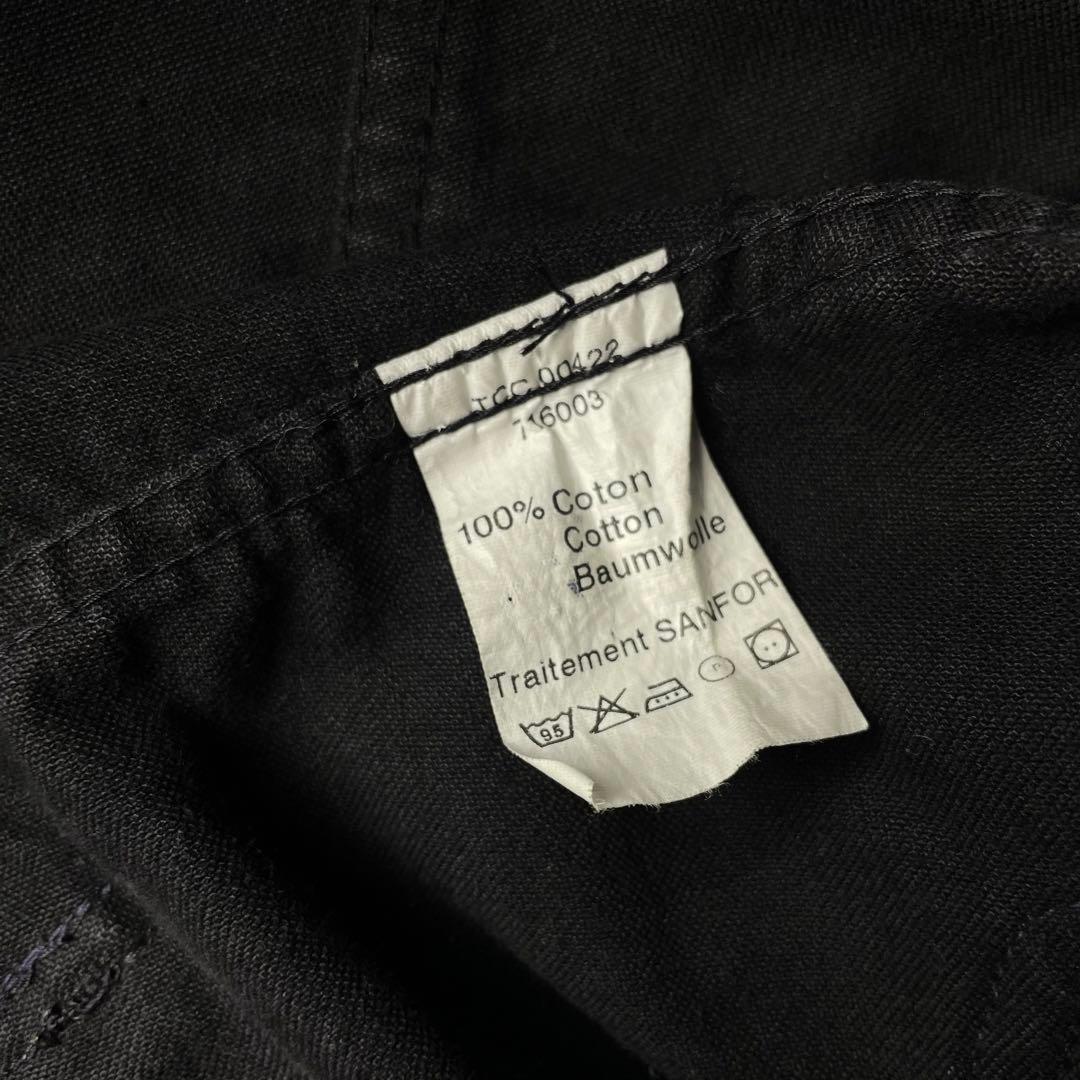 TCC 00422
716003
100% Coton
Cotton
Baumwolle
Traitement SANFOR
95
P